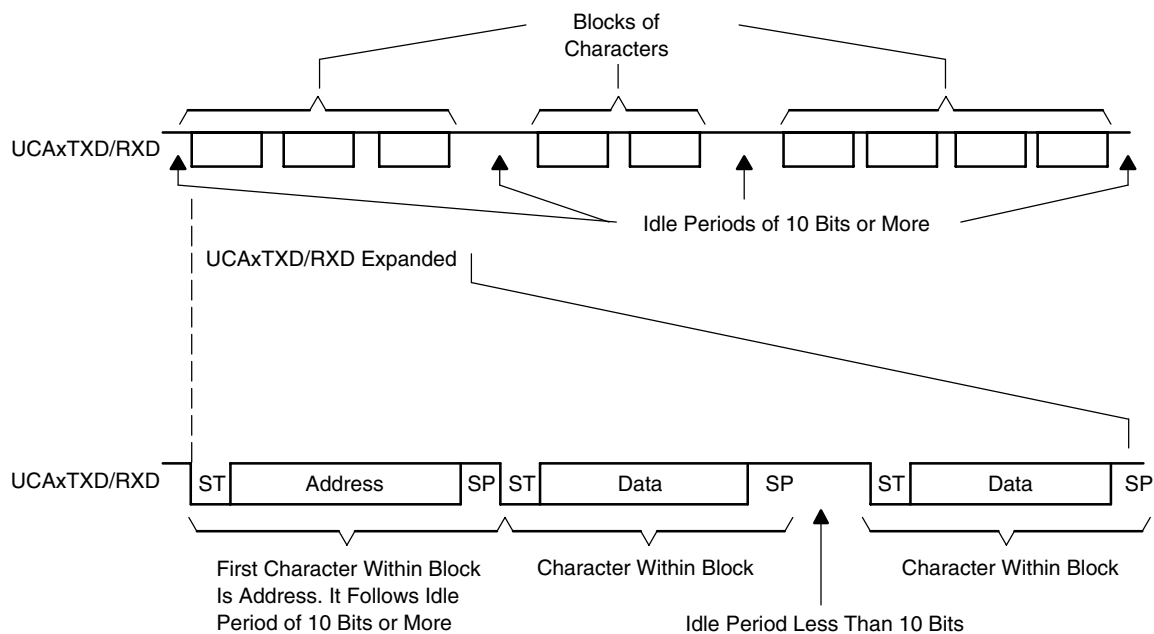 Blocks of
Characters
UCAxTXD/RXD
Idle Periods of 10 Bits or More
UCAxTXD/RXD Expanded
UCAxTXD/RXD
ST
Address
SP
ST
Data
SP
ST
Data
SP
First Character Within Block
Is Address. It Follows Idle
Period of 10 Bits or More
Character Within Block
Character Within Block
Idle Period Less Than 10 Bits